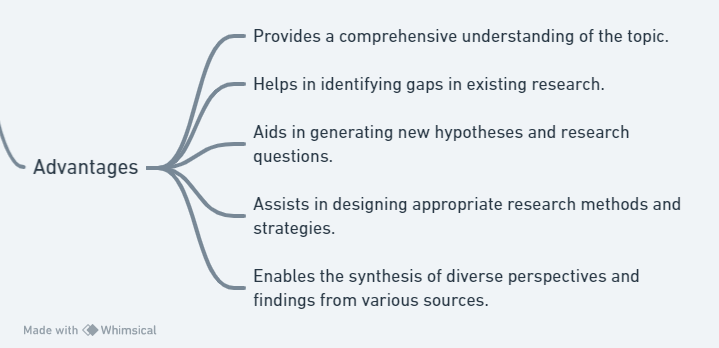 Provides a comprehensive understanding of the topic.
Helps in identifying gaps in existing research.
Aids in generating new hypotheses and research
questions.
Advantages
Assists in designing appropriate research methods and
strategies.
Enables the synthesis of diverse perspectives and
findings from various sources.
Made with Whimsical